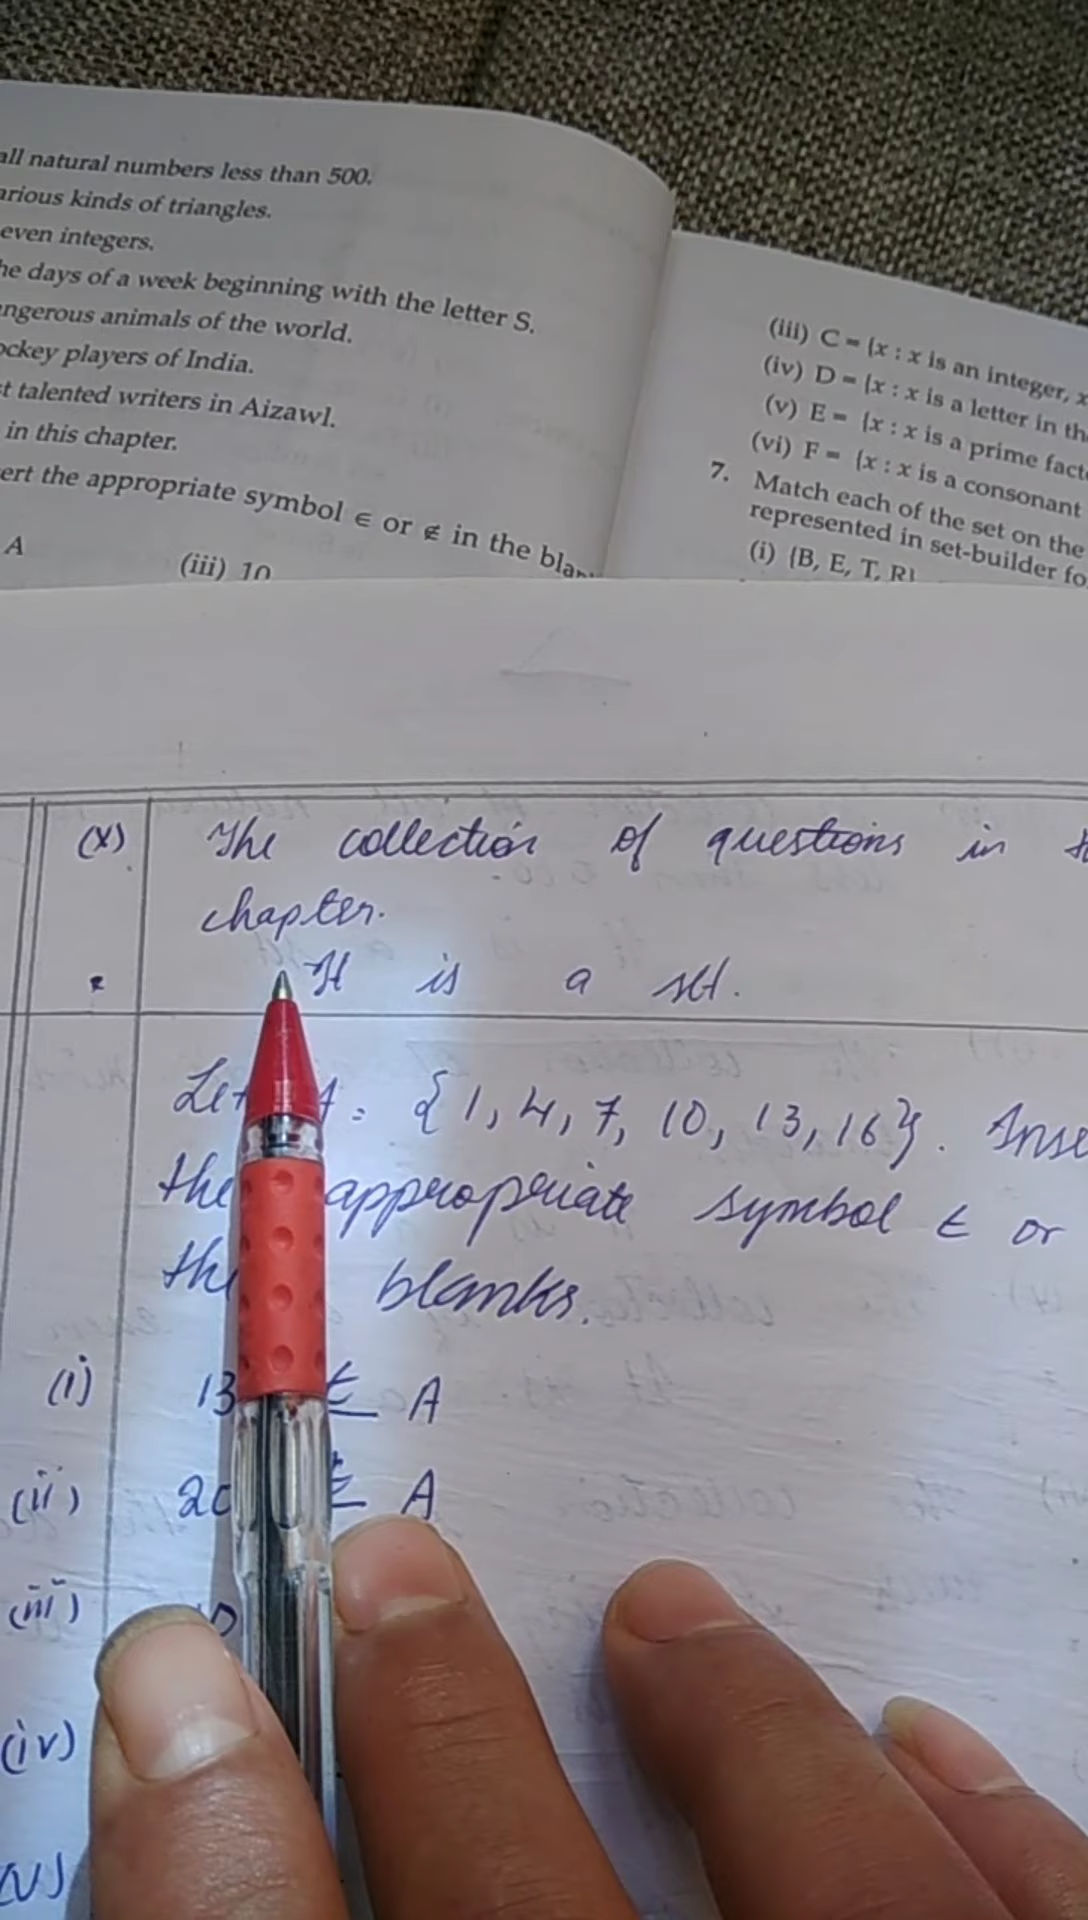 all natural numbers less than 500.
arious kinds of triangles.
even integers.
he days of a week beginning with the letter S.
ngerous animals of the world.
ockey players of India.
t talented writers in Aizawl.
in this chapter.
ert the appropriate symbol ∈ or ∉ in the blan
A (iii) 10
(iii) C = {x : x is an integer, x
(iv) D = {x : x is a letter in th
(v) E = {x : x is a prime fact
(vi) F = {x : x is a consonant
7. Match each of the set on the
represented in set-builder fo
(i) {B, E, T, R}
(x) The collection of questions in
chapter.
It is a set.
Let A = {1, 4, 7, 10, 13, 16}. Inse
the appropriate symbol ∈ or
the blanks.
(i) 13 ∈ A
(ii) 20 A
(iii) 10
(iv)
(v)